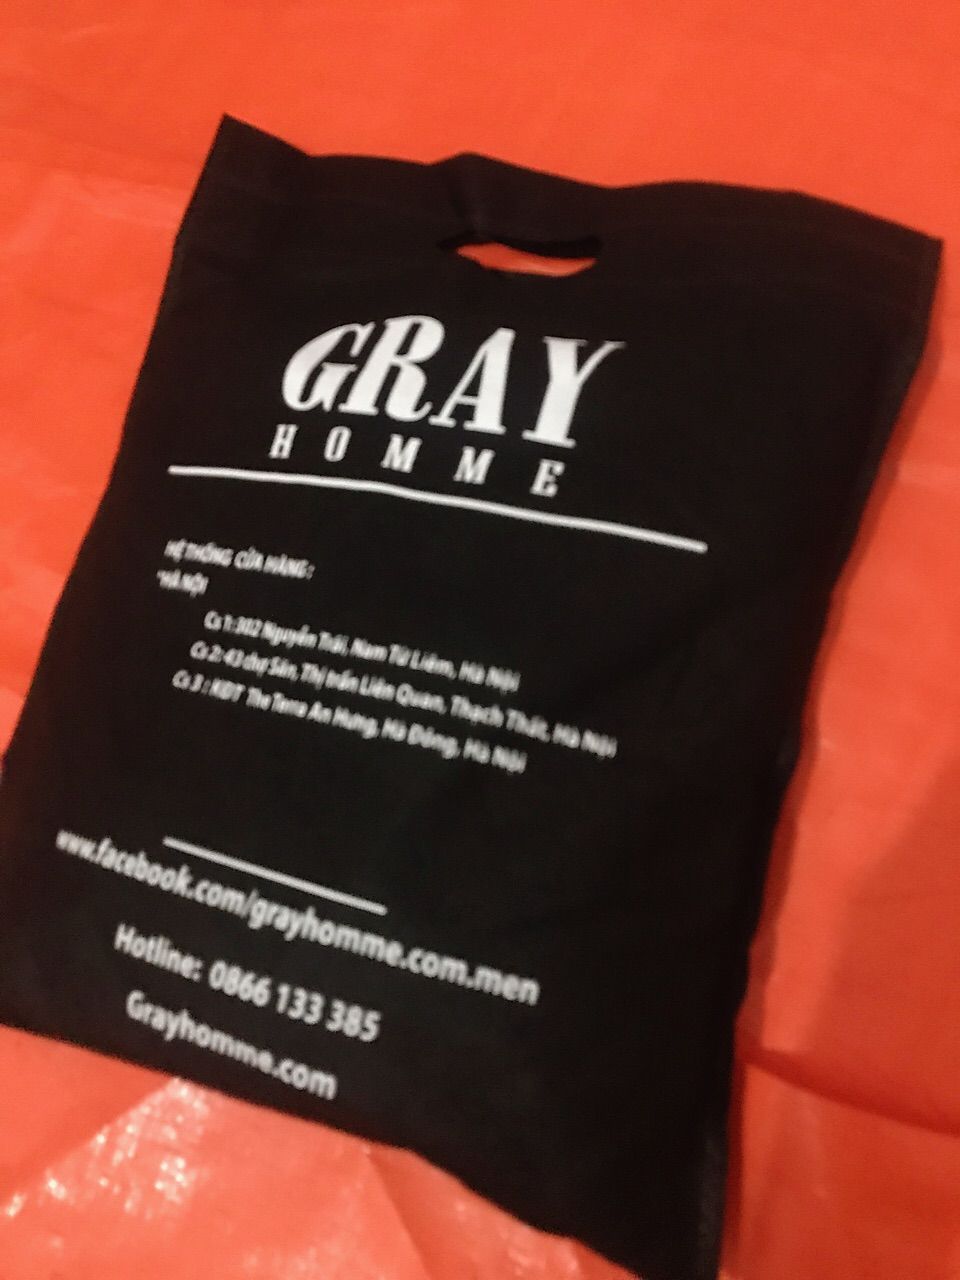 GRAY
HOMME
HỆ THỐNG CỬA HÀNG :
*HÀ NỘI
Cs 1: 302 Nguyễn Trãi, Nam Từ Liêm, Hà Nội
Cs 2: 43 chợ Săn, Thị trấn Liên Quan, Thạch Thất, Hà Nội
Cs 3 : KĐT The Terra An Hưng, Hà Đông, Hà Nội
www.facebook.com/grayhomme.com.men
Hotline: 0866 133 385
Grayhomme.com